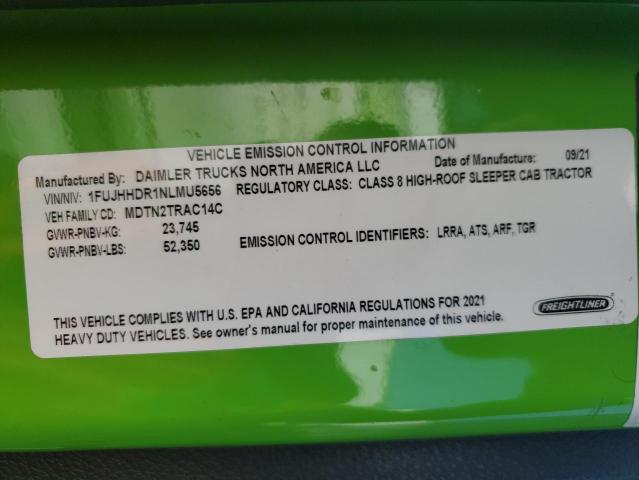 VEHICLE EMISSION CONTROL INFORMATION
Manufactured By: DAIMLER TRUCKS NORTH AMERICA LLC Date of Manufacture: 09/21
VIN/NIV: 1FUJHHDR1NLMU5656 REGULATORY CLASS: CLASS 8 HIGH-ROOF SLEEPER CAB TRACTOR
VEH FAMILY CD: MDTN2TRAC14C
GVWR-PNBV-KG: 23,745
GVWR-PNBV-LBS: 52,350 EMISSION CONTROL IDENTIFIERS: LRRA, ATS, ARF, TGR
THIS VEHICLE COMPLIES WITH U.S. EPA AND CALIFORNIA REGULATIONS FOR 2021
HEAVY DUTY VEHICLES. See owner's manual for proper maintenance of this vehicle.
FREIGHTLINER